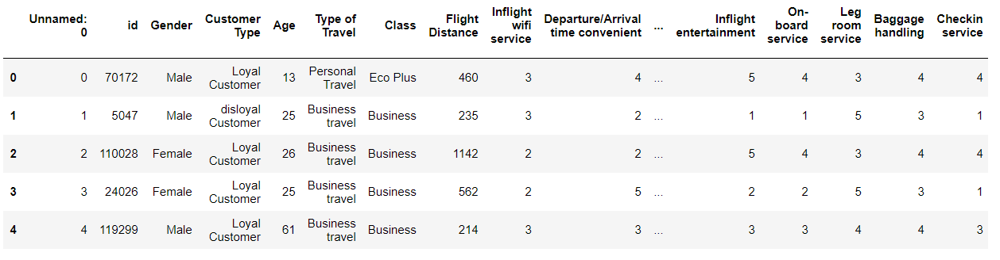 Unnamed: 0 id Gender Customer Type Age Type of Travel Class Flight Distance Inflight wifi service Departure/Arrival time convenient ... Inflight entertainment On-board service Leg room service Baggage handling Checkin service
0 0 70172 Male Loyal Customer 13 Personal Travel Eco Plus 460 3 4 ... 5 4 3 4 4
1 1 5047 Male disloyal Customer 25 Business travel Business 235 3 2 ... 1 1 5 3 1
2 2 110028 Female Loyal Customer 26 Business travel Business 1142 2 2 ... 5 4 3 4 4
3 3 24026 Female Loyal Customer 25 Business travel Business 562 2 5 ... 2 2 5 3 1
4 4 119299 Male Loyal Customer 61 Business travel Business 214 3 3 ... 3 3 4 4 3